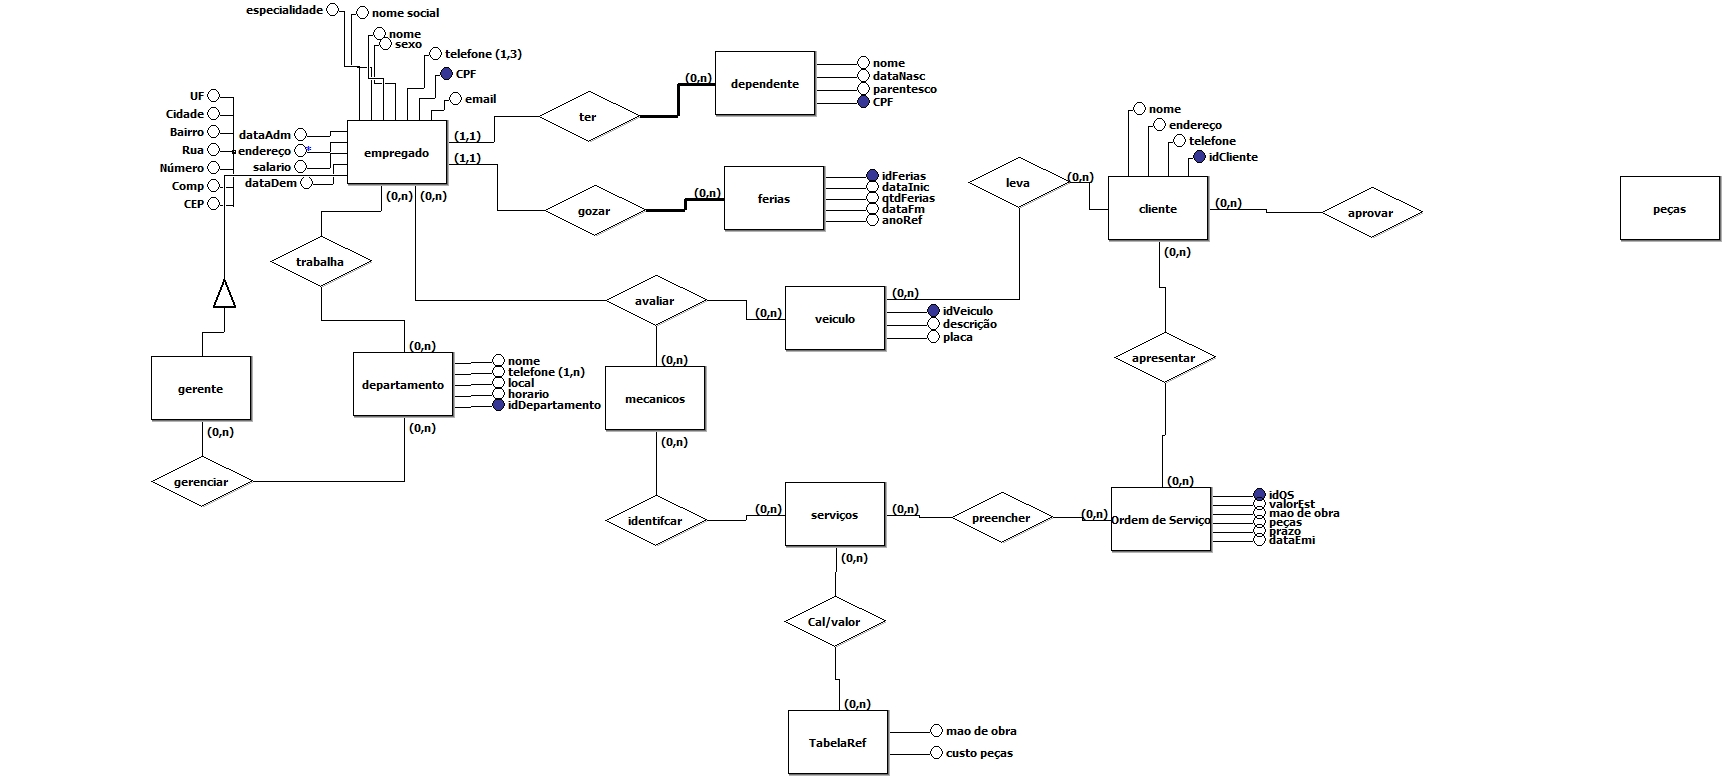 especialidade
nome social
nome
sexo
telefone (1,3)
CPF
email
UF
Cidade
Bairro
Rua
Número
Comp
CEP
dataAdm
endereço *
salario
dataDem
empregado
(1,1)
(1,1)
(0,n)
(0,n)
ter
(0,n)
dependente
nome
dataNasc
parentesco
CPF
gozar
(0,n)
ferias
idFerias
dataInic
qtdFerias
dataFm
anoRef
leva
(0,n)
nome
endereço
telefone
idCliente
cliente
(0,n)
aprovar
peças
(0,n)
trabalha
avaliar
(0,n)
veiculo
(0,n)
idVeiculo
descrição
placa
apresentar
gerente
(0,n)
departamento
nome
telefone (1,n)
local
horario
idDepartamento
(0,n)
mecanicos
(0,n)
(0,n)
(0,n)
gerenciar
identifcar
(0,n)
serviços
(0,n)
preencher
(0,n)
(0,n)
Ordem de Serviço
idOS
valorEst
mao de obra
peças
prazo
dataEmi
(0,n)
Cal/valor
(0,n)
TabelaRef
mao de obra
custo peças